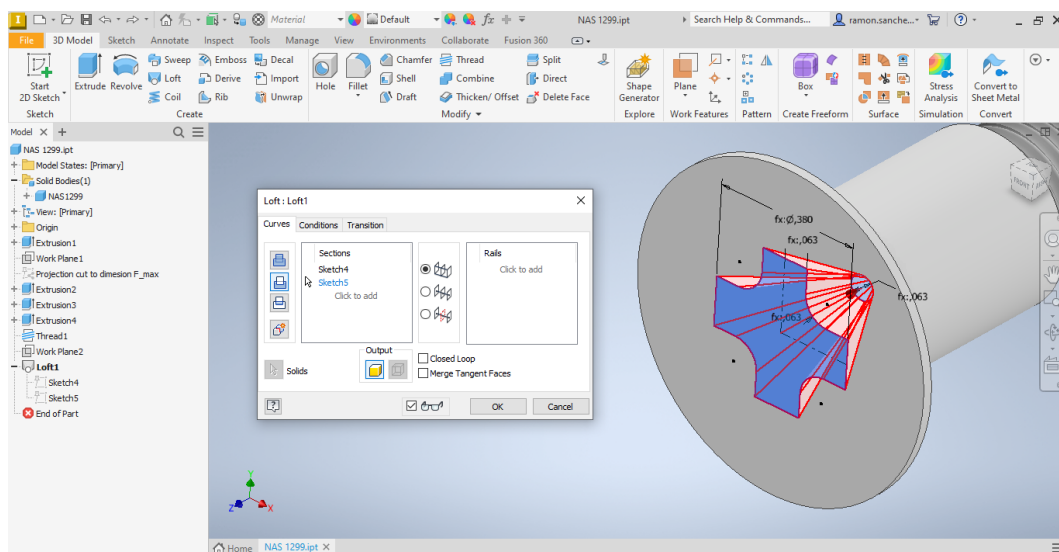 Material
Default
fx
NAS 1299.ipt
Search Help & Commands...
ramon.sanche...
File 3D Model Sketch Annotate Inspect Tools Manage View Environments Collaborate Fusion 360
Start
2D Sketch
Extrude Revolve
Sweep Emboss Decal
Loft Derive Import
Coil Rib Unwrap
Hole Fillet
Chamfer Thread Split
Shell Combine Direct
Draft Thicken/ Offset Delete Face
Shape
Generator
Plane
Box
Stress
Analysis
Convert to
Sheet Metal
Sketch Create Modify Explore Work Features Pattern Create Freeform Surface Simulation Convert
Model
NAS 1299.ipt
Model States: [Primary]
Solid Bodies(1)
NAS1299
View: [Primary]
Origin
Extrusion1
Work Plane1
Projection cut to dimesion F_max
Extrusion2
Extrusion3
Extrusion4
Thread1
Work Plane2
Loft1
Sketch4
Sketch5
End of Part
Loft : Loft1
Curves Conditions Transition
Sections
Sketch4
Sketch5
Click to add
Rails
Click to add
Solids
Output
Closed Loop
Merge Tangent Faces
OK Cancel
fx:Ø,380
fx:,063
fx:,063
fx:,063
FRONT
Y
Z X
Home NAS 1299.ipt